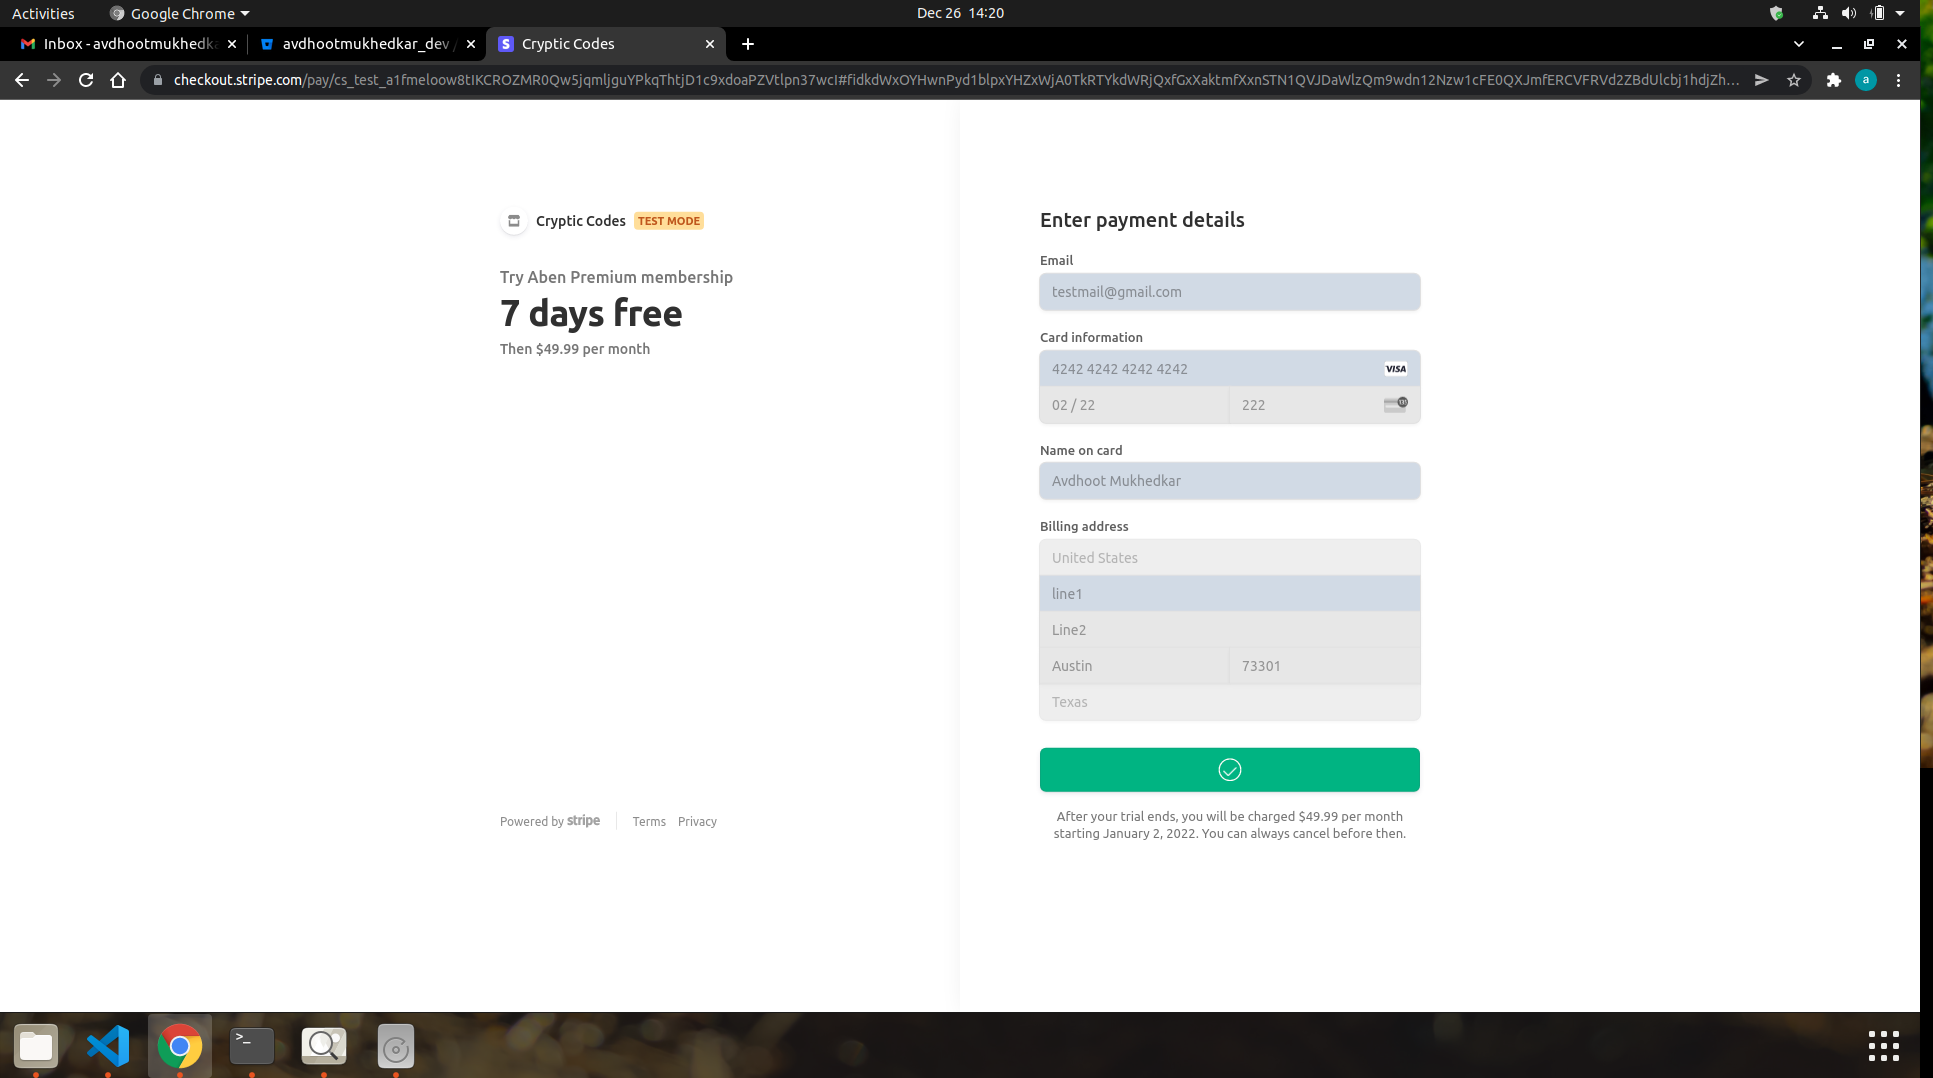 Activities
Google Chrome
Dec 26 14:20
Inbox - avdhootmukhedka
avdhootmukhedkar_dev /
Cryptic Codes
checkout.stripe.com/pay/cs_test_a1fmeloow8tIKCROZMR0Qw5jqmljguYPkqThtjD1c9xdoaPZVtlpn37wcI#fidkdWxOYHwnPyd1blpxYHZxWjA0TkRTYkdWRjQxfGxXaktmfXxnSTN1QVJDaWlzQm9wdn12Nzw1cFE0QXJmfERCVFRVd2ZBdUlcbj1hdjZh...
a
Cryptic Codes TEST MODE
Try Aben Premium membership
7 days free
Then $49.99 per month
Powered by stripe
Terms
Privacy
Enter payment details
Email
testmail@gmail.com
Card information
4242 4242 4242 4242
VISA
02 / 22
222
Name on card
Avdhoot Mukhedkar
Billing address
United States
line1
Line2
Austin
73301
Texas
After your trial ends, you will be charged $49.99 per month
starting January 2, 2022. You can always cancel before then.